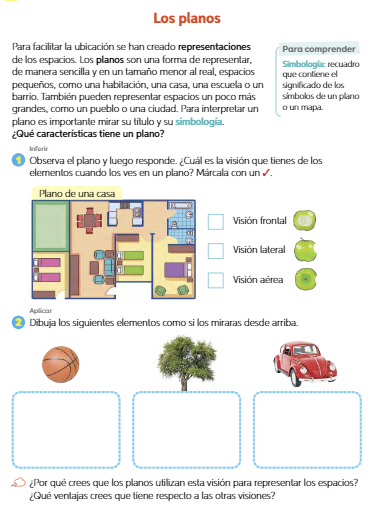 Los planos
Para facilitar la ubicación se han creado representaciones
de los espacios. Los planos son una forma de representar,
de manera sencilla y en un tamaño menor al real, espacios
pequeños, como una habitación, una casa, una escuela o un
barrio. También pueden representar espacios un poco más
grandes, como un pueblo o una ciudad. Para interpretar un
plano es importante mirar su título y su simbología.
¿Qué características tiene un plano?
Para comprender
Simbología: recuadro
que contiene el
significado de los
símbolos de un plano
o un mapa.
Inferir
1 Observa el plano y luego responde. ¿Cuál es la visión que tienes de los
elementos cuando los ves en un plano? Márcala con un ✓.
Plano de una casa
Visión frontal
Visión lateral
Visión aérea
Aplicar
2 Dibuja los siguientes elementos como si los miraras desde arriba.
¿Por qué crees que los planos utilizan esta visión para representar los espacios?
¿Qué ventajas crees que tiene respecto a las otras visiones?